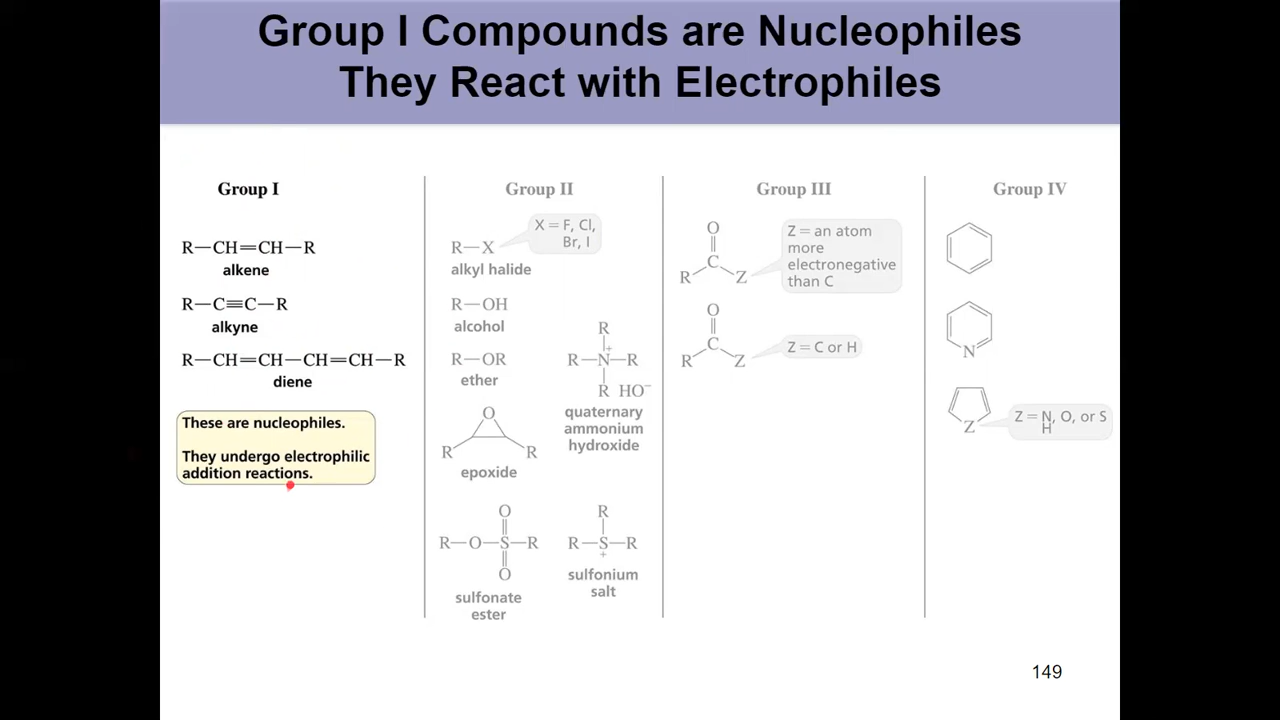 Group I Compounds are Nucleophiles
They React with Electrophiles
Group I
R—CH=CH—R
alkene
R—C≡C—R
alkyne
R—CH=CH—CH=CH—R
diene
These are nucleophiles.
They undergo electrophilic
addition reactions.
Group II
X = F, Cl,
Br, I
R—X
alkyl halide
R—OH
alcohol
R—OR
ether
O
R R
epoxide
O
R—O—S—R
O
sulfonate
ester
R
R—N—R
+
R HO⁻
quaternary
ammonium
hydroxide
R
R—S—R
+
sulfonium
salt
Group III
O
C
R Z
Z = an atom
more
electronegative
than C
O
C
R Z
Z = C or H
Group IV
N
Z
Z = N, O, or S
H
149